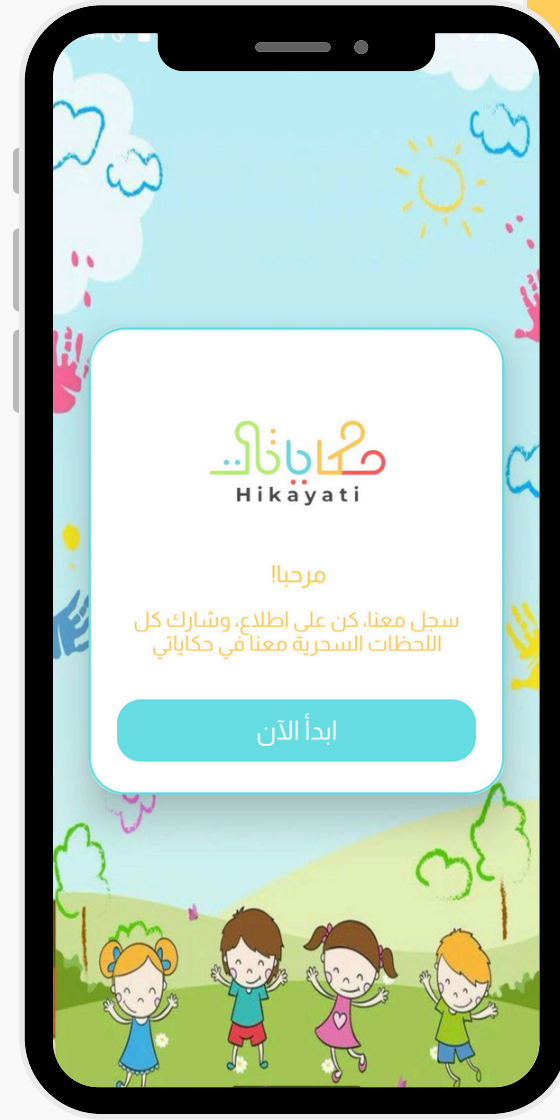 حكاياتي
Hikayati
مرحبا!
سجل معنا، كن على اطلاع، وشارك كل
اللحظات السحرية معنا في حكاياتي
ابدأ الآن